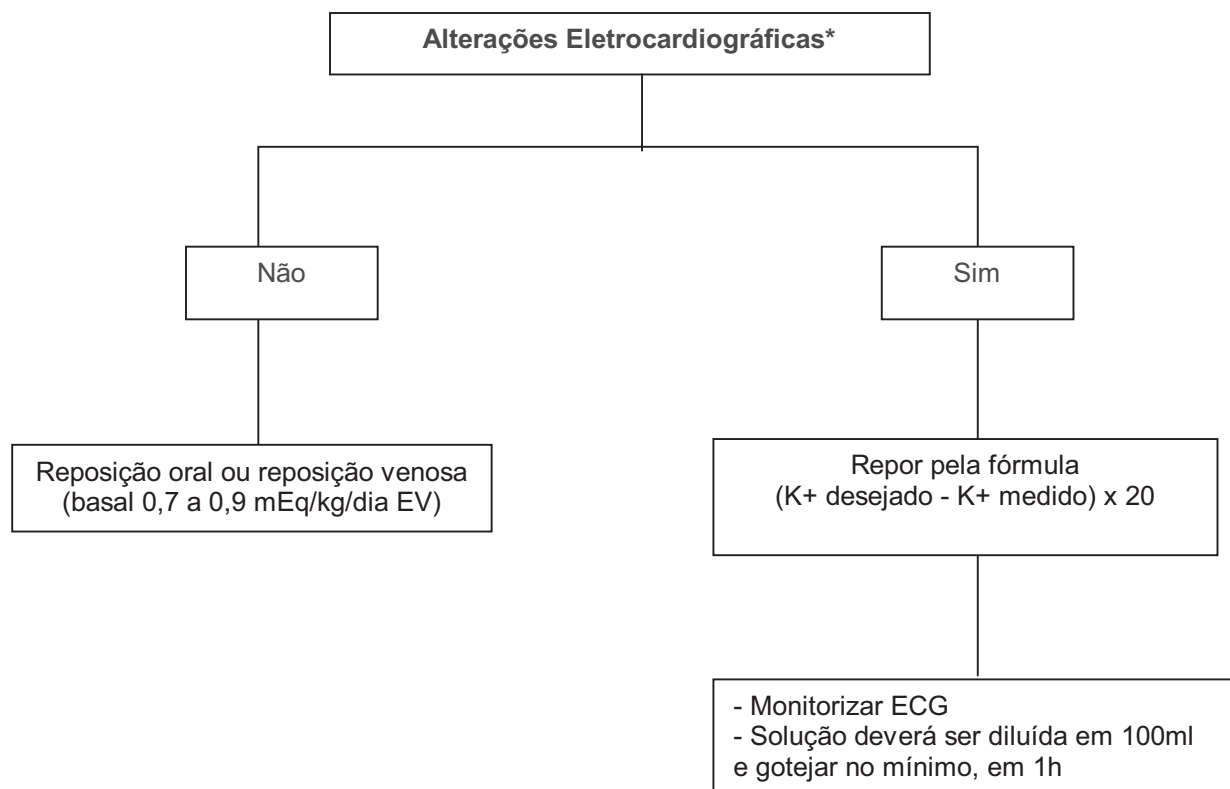 Alterações Eletrocardiográficas*
Não
Sim
Reposição oral ou reposição venosa
(basal 0,7 a 0,9 mEq/kg/dia EV)
Repor pela fórmula
(K+ desejado - K+ medido) x 20
- Monitorizar ECG
- Solução deverá ser diluída em 100ml
e gotejar no mínimo, em 1h